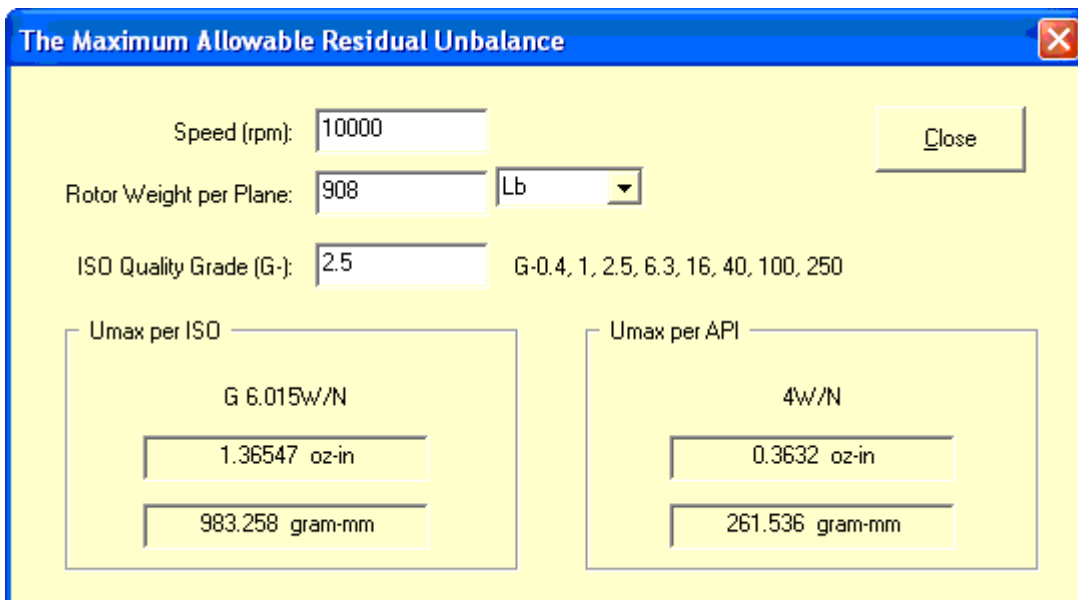 The Maximum Allowable Residual Unbalance
Speed (rpm): 10000
Close
Rotor Weight per Plane: 908 Lb
ISO Quality Grade (G-): 2.5 G-0.4, 1, 2.5, 6.3, 16, 40, 100, 250
Umax per ISO
G 6.015W/N
1.36547 oz-in
983.258 gram-mm
Umax per API
4W/N
0.3632 oz-in
261.536 gram-mm